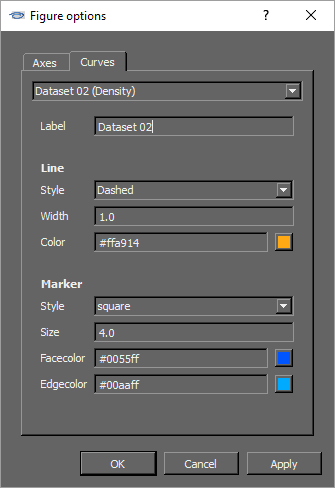 Figure options
?
Axes
Curves
Dataset 02 (Density)
Label Dataset 02
Line
Style Dashed
Width 1.0
Color #ffa914
Marker
Style square
Size 4.0
Facecolor #0055ff
Edgecolor #00aaff
OK Cancel Apply